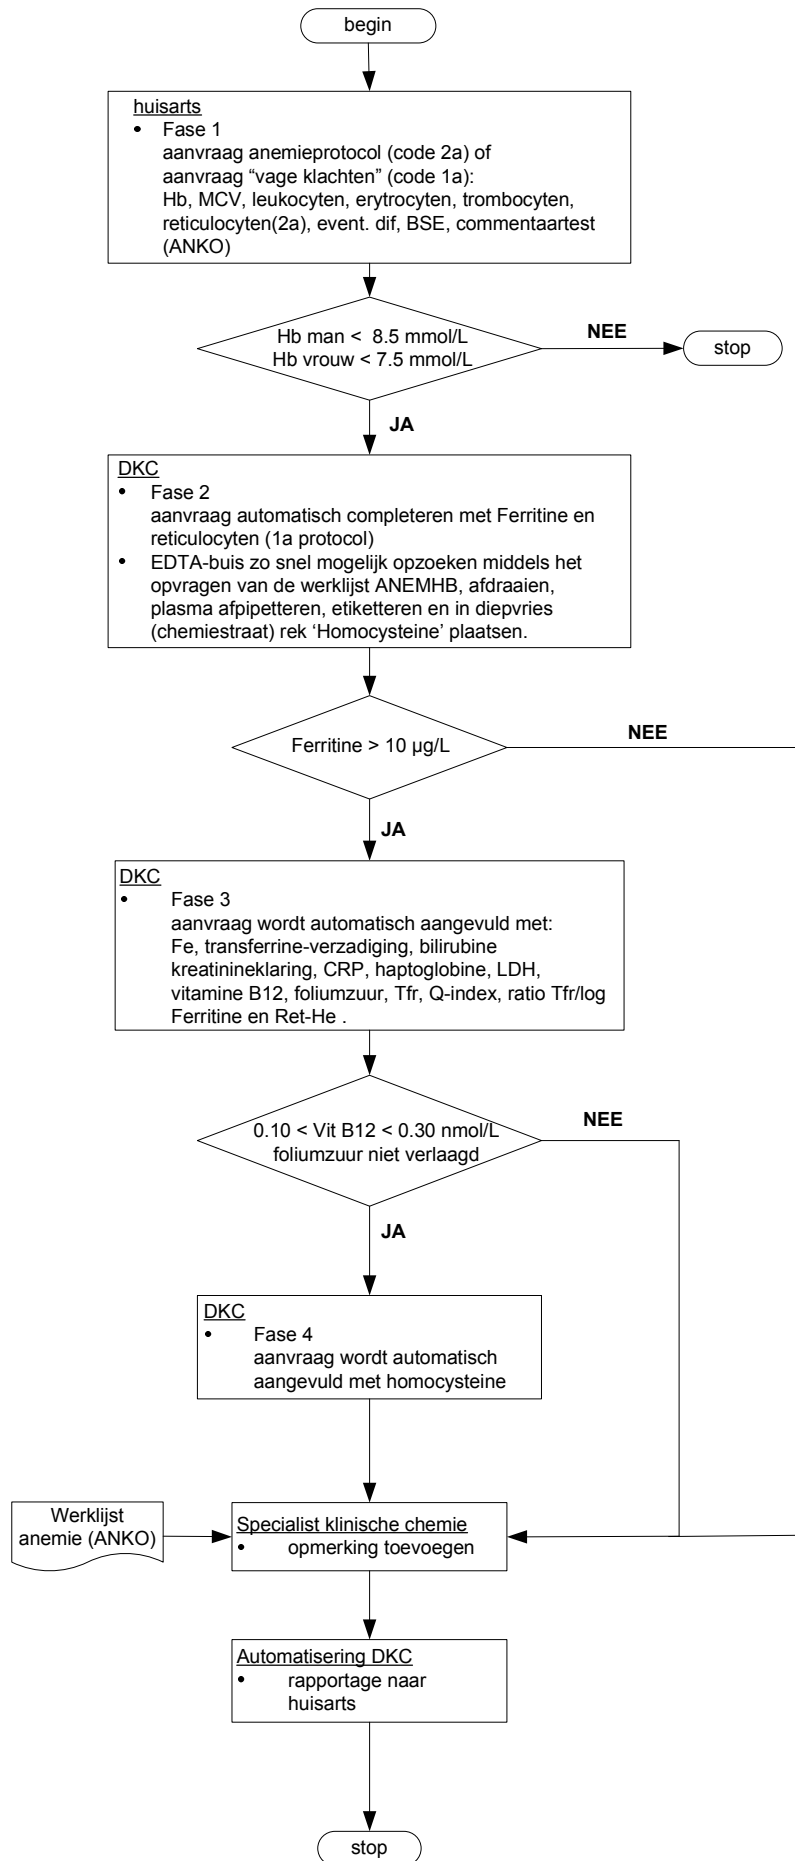 begin
huisarts
• Fase 1
aanvraag anemieprotocol (code 2a) of
aanvraag “vage klachten” (code 1a):
Hb, MCV, leukocyten, erytrocyten, trombocyten,
reticulocyten(2a), event. dif, BSE, commentaartest
(ANKO)
Hb man < 8.5 mmol/L
Hb vrouw < 7.5 mmol/L
NEE
stop
JA
DKC
• Fase 2
aanvraag automatisch completeren met Ferritine en
reticulocyten (1a protocol)
• EDTA-buis zo snel mogelijk opzoeken middels het
opvragen van de werklijst ANEMHB, afdraaien,
plasma afpipetteren, etiketteren en in diepvries
(chemiestraat) rek ‘Homocysteine’ plaatsen.
Ferritine > 10 µg/L
NEE
JA
DKC
• Fase 3
aanvraag wordt automatisch aangevuld met:
Fe, transferrine-verzadiging, bilirubine
kreatinineklaring, CRP, haptoglobine, LDH,
vitamine B12, foliumzuur, Tfr, Q-index, ratio Tfr/log
Ferritine en Ret-He .
0.10 < Vit B12 < 0.30 nmol/L
foliumzuur niet verlaagd
NEE
JA
DKC
• Fase 4
aanvraag wordt automatisch
aangevuld met homocysteine
Werklijst
anemie (ANKO)
Specialist klinische chemie
• opmerking toevoegen
Automatisering DKC
• rapportage naar
huisarts
stop